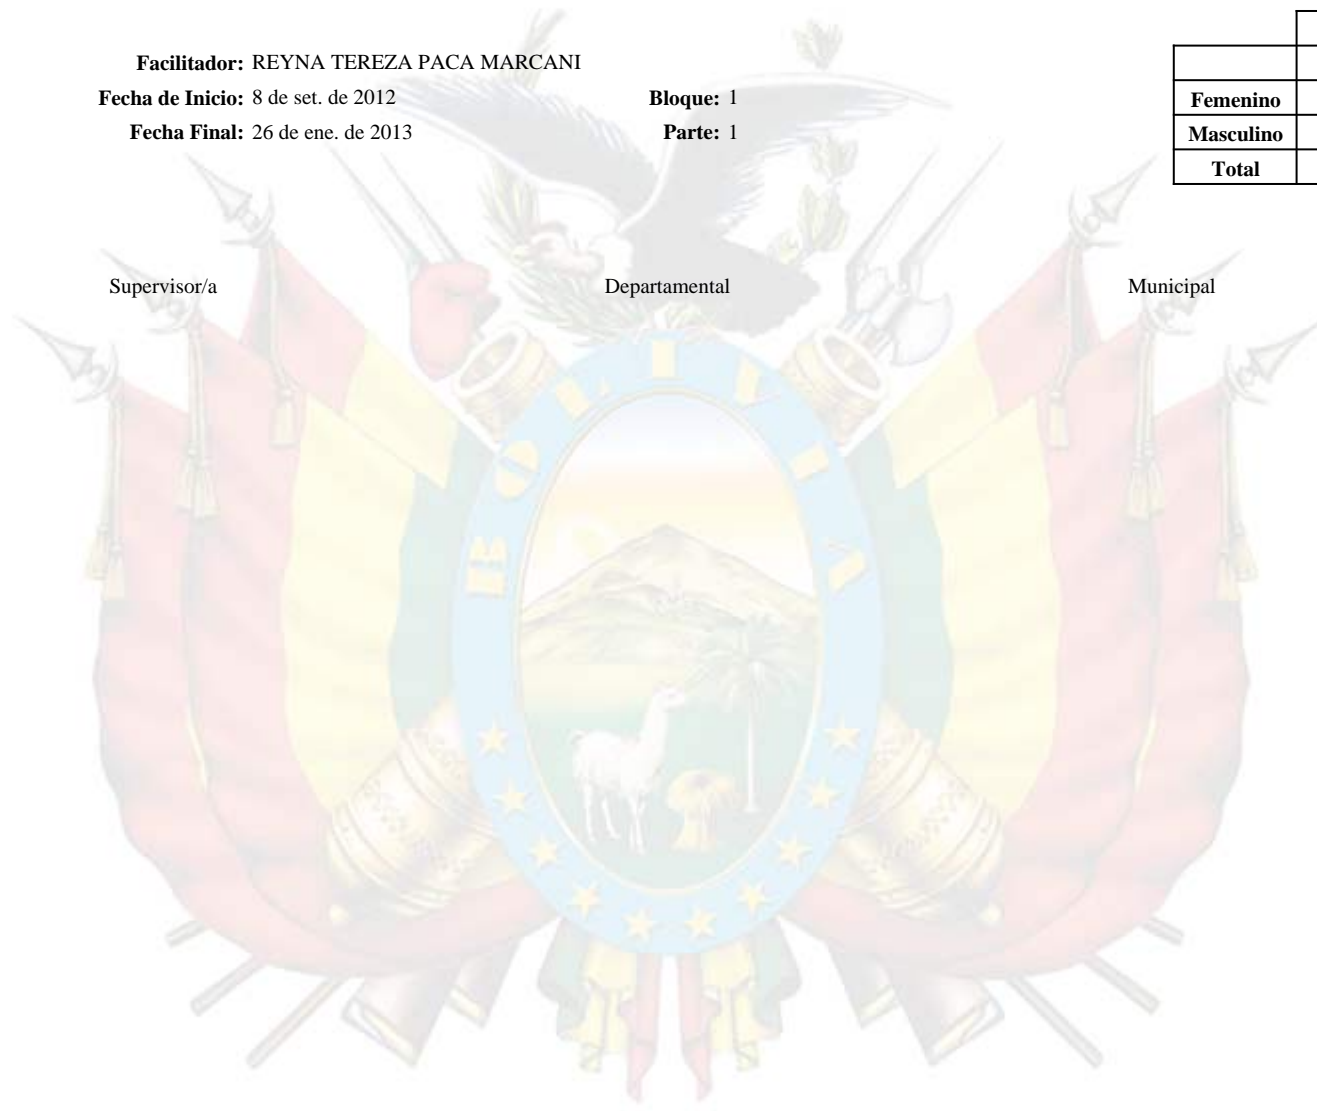 Facilitador: REYNA TEREZA PACA MARCANI
Fecha de Inicio: 8 de set. de 2012 Bloque: 1
Fecha Final: 26 de ene. de 2013 Parte: 1
Femenino
Masculino
Total
Supervisor/a Departamental Municipal
BOLIVIA